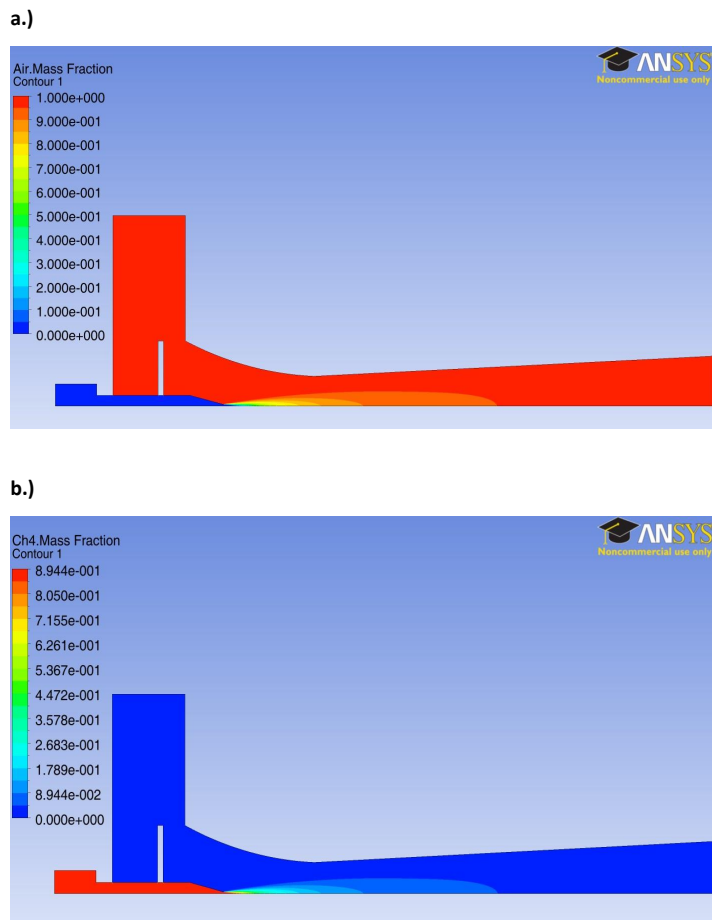 a.)
ANSYS
Noncommercial use only
Air.Mass Fraction
Contour 1
1.000e+000
9.000e-001
8.000e-001
7.000e-001
6.000e-001
5.000e-001
4.000e-001
3.000e-001
2.000e-001
1.000e-001
0.000e+000
b.)
ANSYS
Noncommercial use only
Ch4.Mass Fraction
Contour 1
8.944e-001
8.050e-001
7.155e-001
6.261e-001
5.367e-001
4.472e-001
3.578e-001
2.683e-001
1.789e-001
8.944e-002
0.000e+000